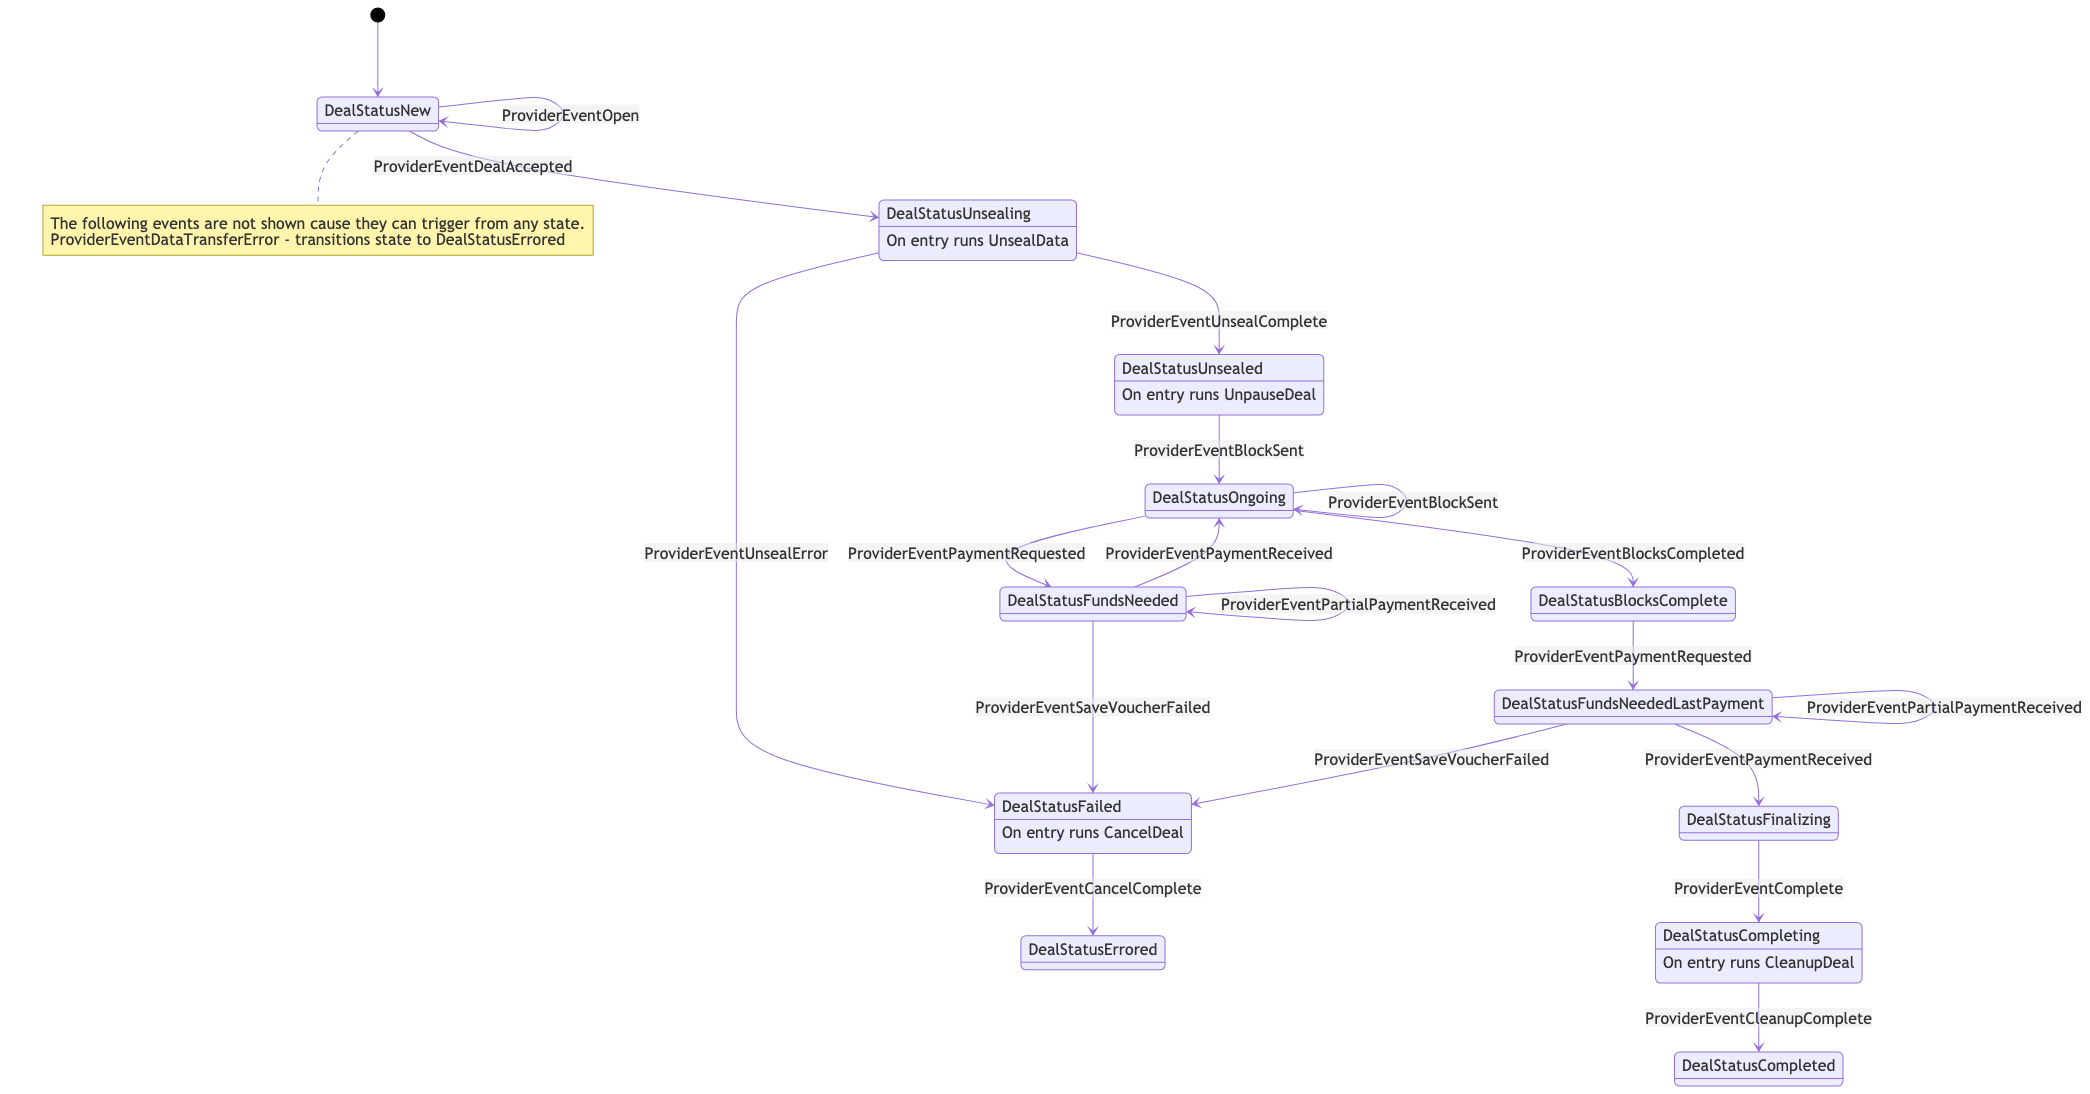 DealStatusNew
ProviderEventOpen
ProviderEventDealAccepted
The following events are not shown cause they can trigger from any state.
ProviderEventDataTransferError - transitions state to DealStatusErrored
DealStatusUnsealing
On entry runs UnsealData
ProviderEventUnsealComplete
DealStatusUnsealed
On entry runs UnpauseDeal
ProviderEventBlockSent
DealStatusOngoing
ProviderEventBlockSent
ProviderEventUnsealError
ProviderEventPaymentRequested
ProviderEventPaymentReceived
ProviderEventBlocksCompleted
DealStatusFundsNeeded
ProviderEventPartialPaymentReceived
DealStatusBlocksComplete
ProviderEventPaymentRequested
ProviderEventSaveVoucherFailed
DealStatusFundsNeededLastPayment
ProviderEventPartialPaymentReceived
ProviderEventSaveVoucherFailed
ProviderEventPaymentReceived
DealStatusFailed
On entry runs CancelDeal
DealStatusFinalizing
ProviderEventCancelComplete
ProviderEventComplete
DealStatusErrored
DealStatusCompleting
On entry runs CleanupDeal
ProviderEventCleanupComplete
DealStatusCompleted